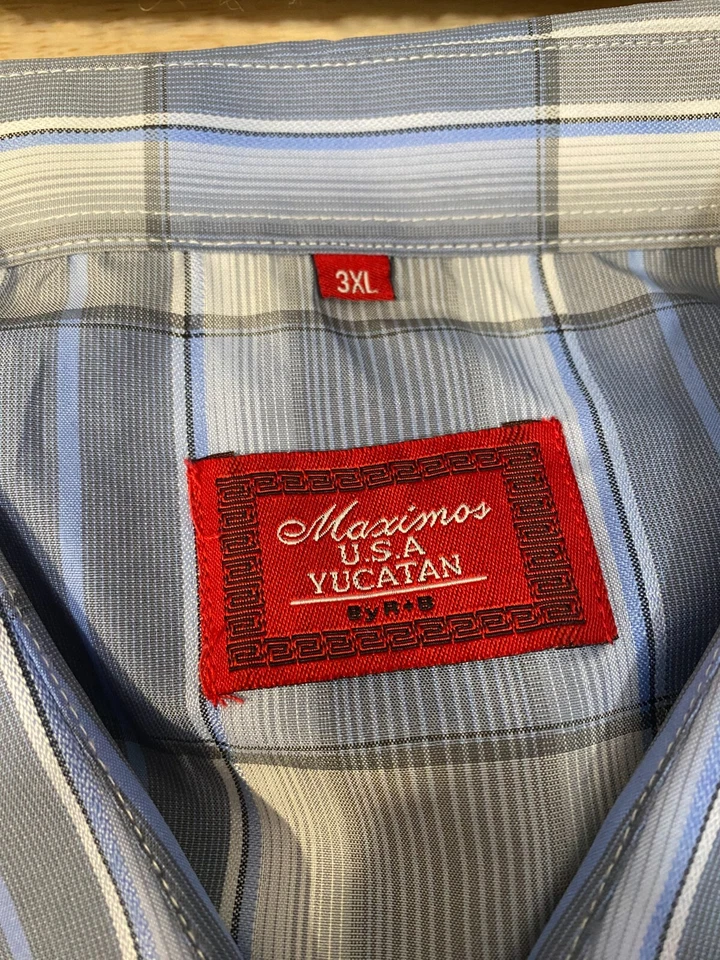 3XL
Maximos
U.S.A
YUCATAN
By R+B